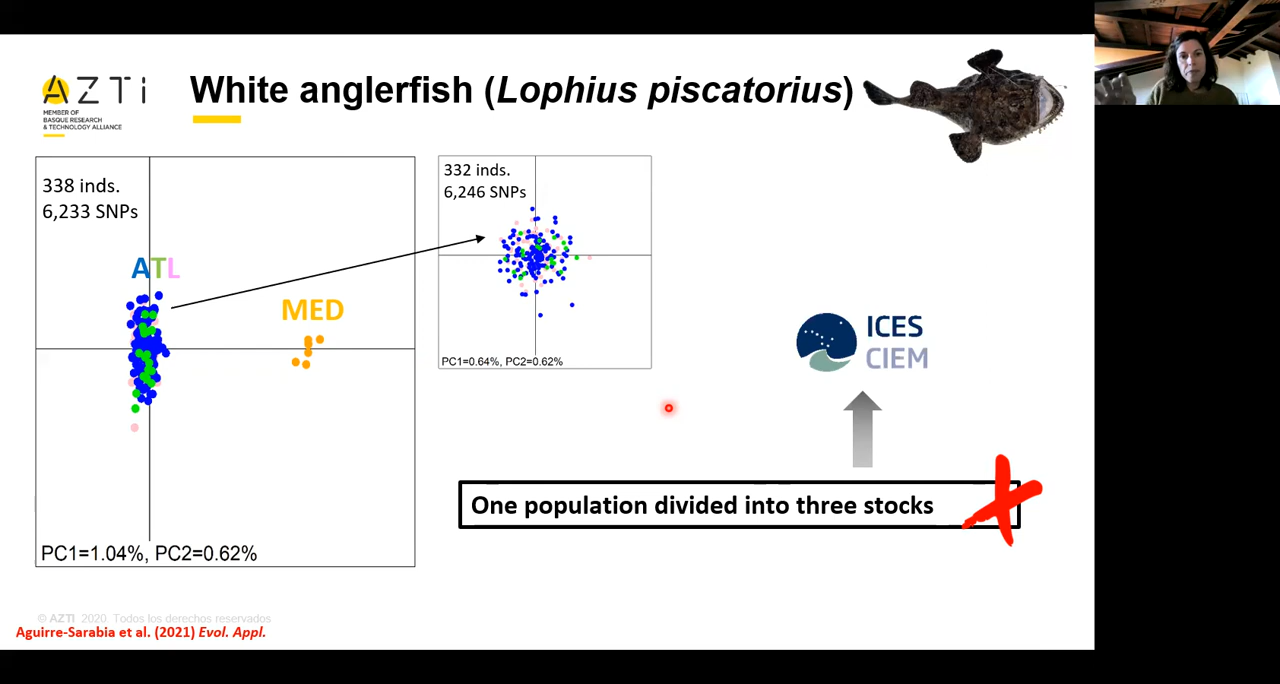 AZTi
MEMBER OF
BASQUE RESEARCH
& TECHNOLOGY ALLIANCE
White anglerfish (Lophius piscatorius)
338 inds.
6,233 SNPs
ATL
MED
PC1=1.04%, PC2=0.62%
332 inds.
6,246 SNPs
PC1=0.64%, PC2=0.62%
ICES
CIEM
One population divided into three stocks
© AZTI 2020. Todos los derechos reservados
Aguirre-Sarabia et al. (2021) Evol. Appl.